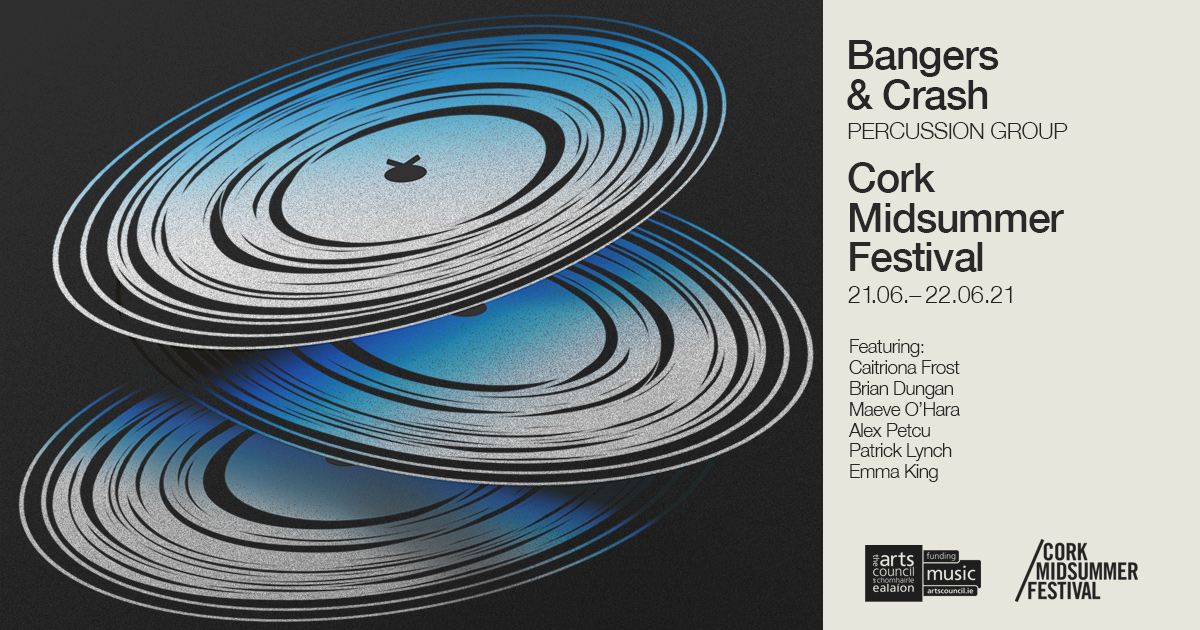 Bangers
& Crash
PERCUSSION GROUP
Cork
Midsummer
Festival
21.06.– 22.06.21
Featuring:
Caitriona Frost
Brian Dungan
Maeve O'Hara
Alex Petcu
Patrick Lynch
Emma King
the arts
council
an chomhairle
ealaíon
funding
music
artscouncil.ie
CORK
MIDSUMMER
FESTIVAL